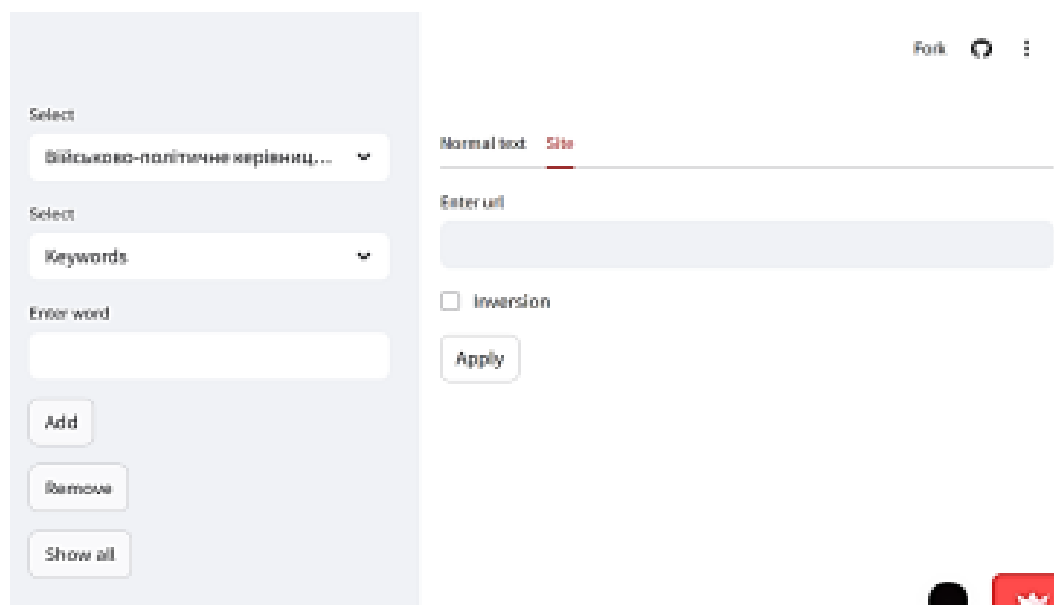 Fork
Select
Військово-політичне керівниц...
Select
Keywords
Enter word
Add
Remove
Show all
Normal text Site
Enter url
Inversion
Apply